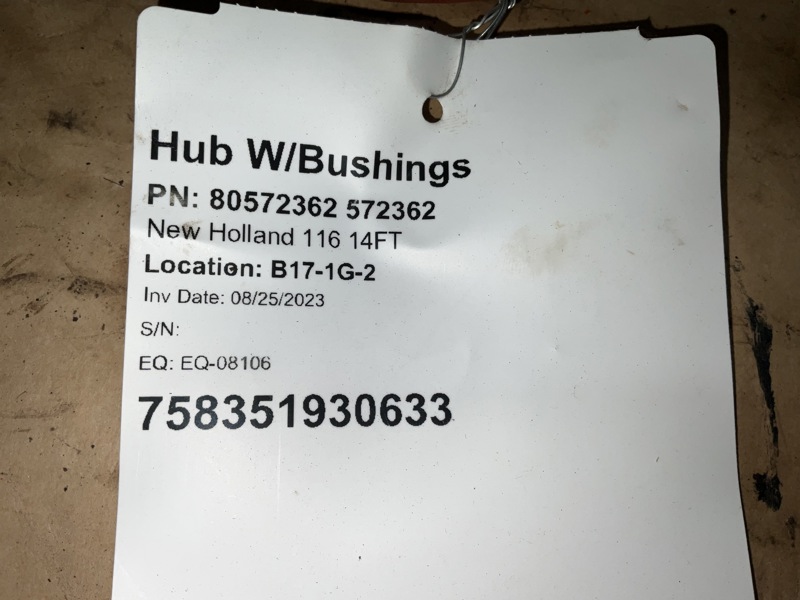 Hub W/Bushings
PN: 80572362 572362
New Holland 116 14FT
Location: B17-1G-2
Inv Date: 08/25/2023
S/N:
EQ: EQ-08106
758351930633